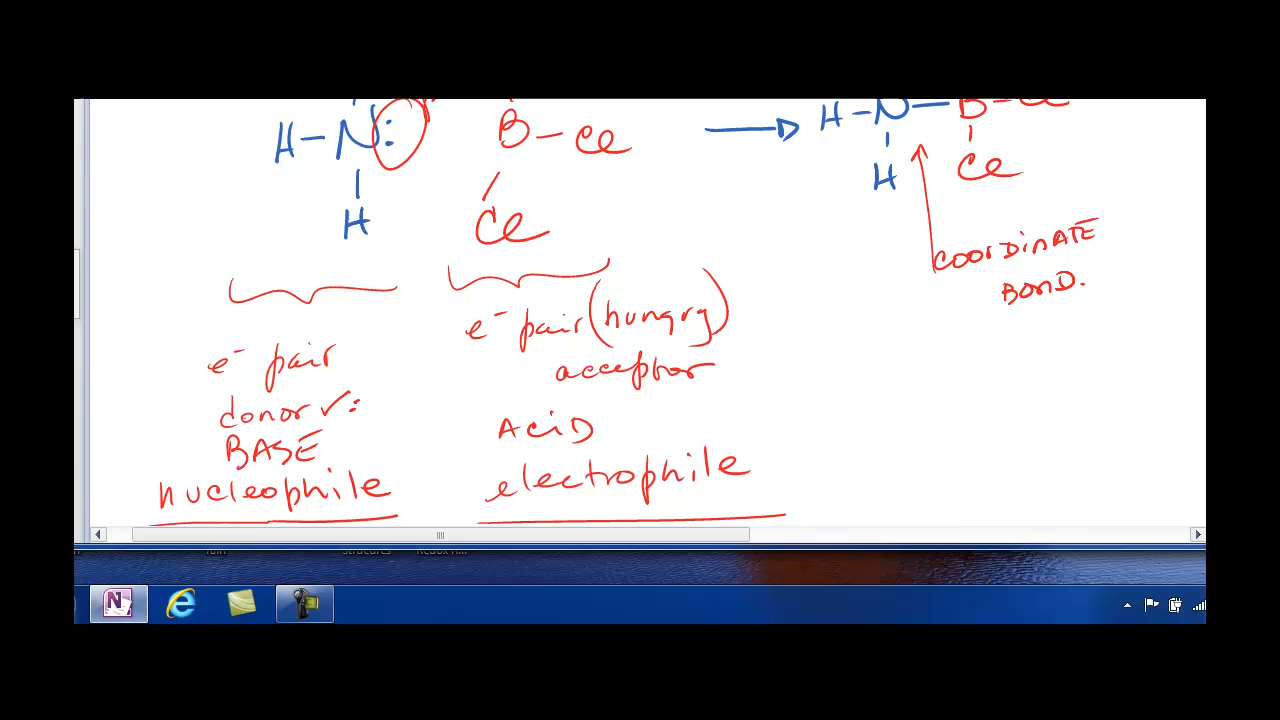 H–N: B–Cl → H–N–B–Cl
H Cl H Cl
COORDINATE
BOND.
e⁻ pair (hungry)
acceptor
e⁻ pair
donor ✓:
BASE
nucleophile
ACID
electrophile